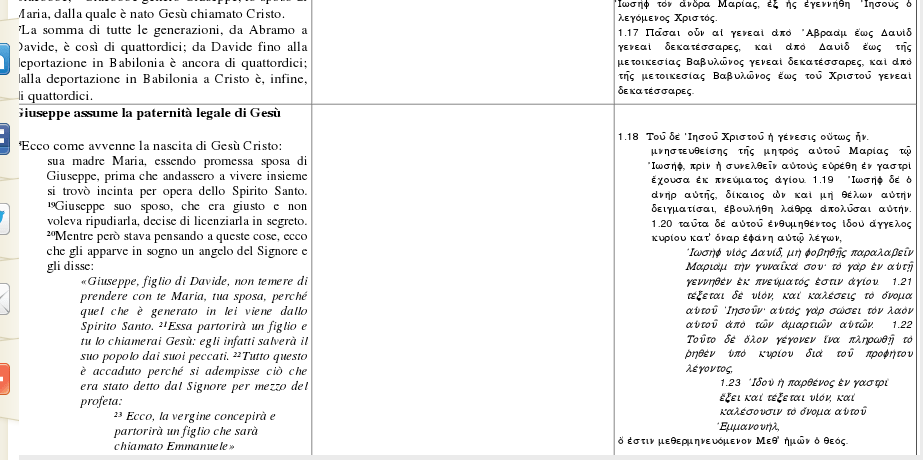 Maria, dalla quale è nato Gesù chiamato Cristo.
La somma di tutte le generazioni, da Abramo a
Davide, è così di quattordici; da Davide fino alla
deportazione in Babilonia è ancora di quattordici;
dalla deportazione in Babilonia a Cristo è, infine,
di quattordici.
Giuseppe assume la paternità legale di Gesù
Ecco come avvenne la nascita di Gesù Cristo:
sua madre Maria, essendo promessa sposa di
Giuseppe, prima che andassero a vivere insieme
si trovò incinta per opera dello Spirito Santo.
¹⁹Giuseppe suo sposo, che era giusto e non
voleva ripudiarla, decise di licenziarla in segreto.
²⁰Mentre però stava pensando a queste cose, ecco
che gli apparve in sogno un angelo del Signore e
gli disse:
«Giuseppe, figlio di Davide, non temere di
prendere con te Maria, tua sposa, perché
quel che è generato in lei viene dallo
Spirito Santo. ²¹Essa partorirà un figlio e
tu lo chiamerai Gesù: egli infatti salverà il
suo popolo dai suoi peccati. ²²Tutto questo
è accaduto perché si adempisse ciò che
era stato detto dal Signore per mezzo del
profeta:
²³ Ecco, la vergine concepirà e
partorirà un figlio che sarà
chiamato Emmanuele»
Ἰωσὴφ τὸν ἄνδρα Μαρίας, ἐξ ἧς ἐγεννήθη Ἰησοῦς ὁ
λεγόμενος Χριστός.
1.17 Πᾶσαι οὖν αἱ γενεαὶ ἀπὸ Ἀβραὰμ ἕως Δαυὶδ
γενεαὶ δεκατέσσαρες, καὶ ἀπὸ Δαυὶδ ἕως τῆς
μετοικεσίας Βαβυλῶνος γενεαὶ δεκατέσσαρες, καὶ ἀπὸ
τῆς μετοικεσίας Βαβυλῶνος ἕως τοῦ Χριστοῦ γενεαὶ
δεκατέσσαρες.
1.18 Τοῦ δὲ Ἰησοῦ Χριστοῦ ἡ γένεσις οὕτως ἦν.
μνηστευθείσης τῆς μητρὸς αὐτοῦ Μαρίας τῷ
Ἰωσήφ, πρὶν ἢ συνελθεῖν αὐτοὺς εὑρέθη ἐν γαστρὶ
ἔχουσα ἐκ πνεύματος ἁγίου. 1.19 Ἰωσὴφ δὲ ὁ
ἀνὴρ αὐτῆς, δίκαιος ὢν καὶ μὴ θέλων αὐτὴν
δειγματίσαι, ἐβουλήθη λάθρᾳ ἀπολῦσαι αὐτήν.
1.20 ταῦτα δὲ αὐτοῦ ἐνθυμηθέντος ἰδοὺ ἄγγελος
κυρίου κατ' ὄναρ ἐφάνη αὐτῷ λέγων,
Ἰωσὴφ υἱὸς Δαυίδ, μὴ φοβηθῇς παραλαβεῖν
Μαριὰμ τὴν γυναῖκά σου· τὸ γὰρ ἐν αὐτῇ
γεννηθὲν ἐκ πνεύματός ἐστιν ἁγίου. 1.21
τέξεται δὲ υἱὸν, καὶ καλέσεις τὸ ὄνομα
αὐτοῦ Ἰησοῦν· αὐτὸς γὰρ σώσει τὸν λαὸν
αὐτοῦ ἀπὸ τῶν ἁμαρτιῶν αὐτῶν. 1.22
Τοῦτο δὲ ὅλον γέγονεν ἵνα πληρωθῇ τὸ
ῥηθὲν ὑπὸ κυρίου διὰ τοῦ προφήτου
λέγοντος,
1.23 Ἰδοὺ ἡ παρθένος ἐν γαστρὶ
ἕξει καὶ τέξεται υἱόν, καὶ
καλέσουσιν τὸ ὄνομα αὐτοῦ
Ἐμμανουήλ,
ὅ ἐστιν μεθερμηνευόμενον Μεθ' ἡμῶν ὁ θεός.